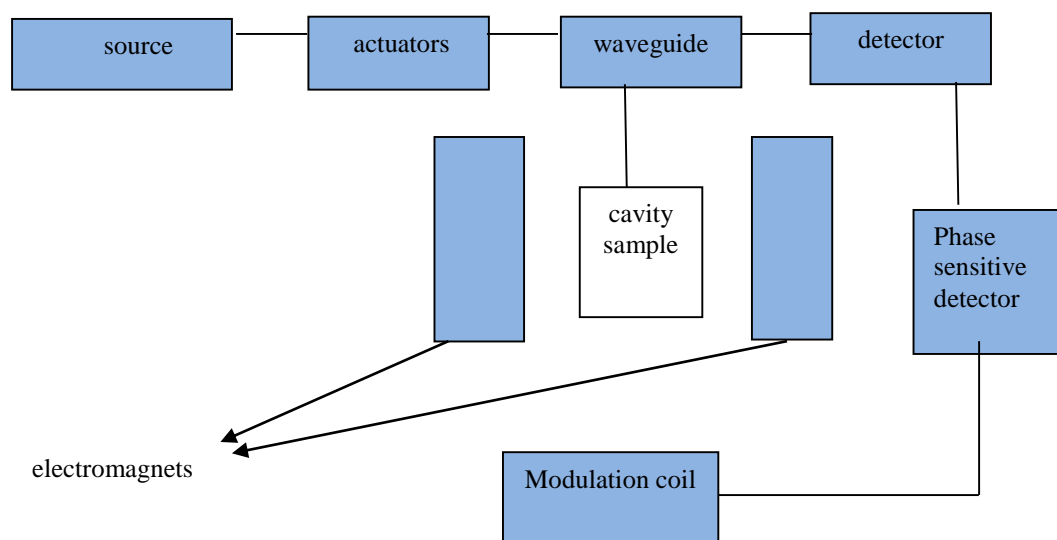 source
actuators
waveguide
detector
cavity
sample
Phase
sensitive
detector
electromagnets
Modulation coil